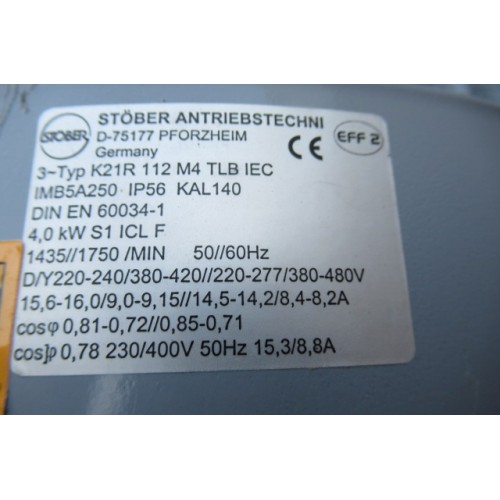 STÖBER
STÖBER ANTRIEBSTECHNI
D-75177 PFORZHEIM
Germany
CE
EFF 2
3~Typ K21R 112 M4 TLB IEC
IMB5A250 · IP56 KAL140
DIN EN 60034-1
4,0 kW S1 ICL F
1435//1750 /MIN 50//60Hz
D/Y220-240/380-420//220-277/380-480V
15,6-16,0/9,0-9,15//14,5-14,2/8,4-8,2A
cosφ 0,81-0,72//0,85-0,71
cos]φ 0,78 230/400V 50Hz 15,3/8,8A